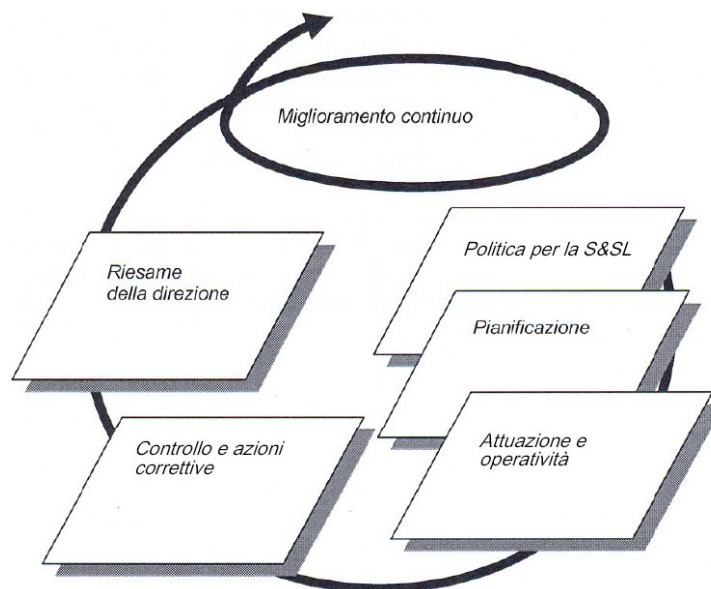 Miglioramento continuo
Politica per la S&SL
Riesame
della direzione
Pianificazione
Controllo e azioni
correttive
Attuazione e
operatività